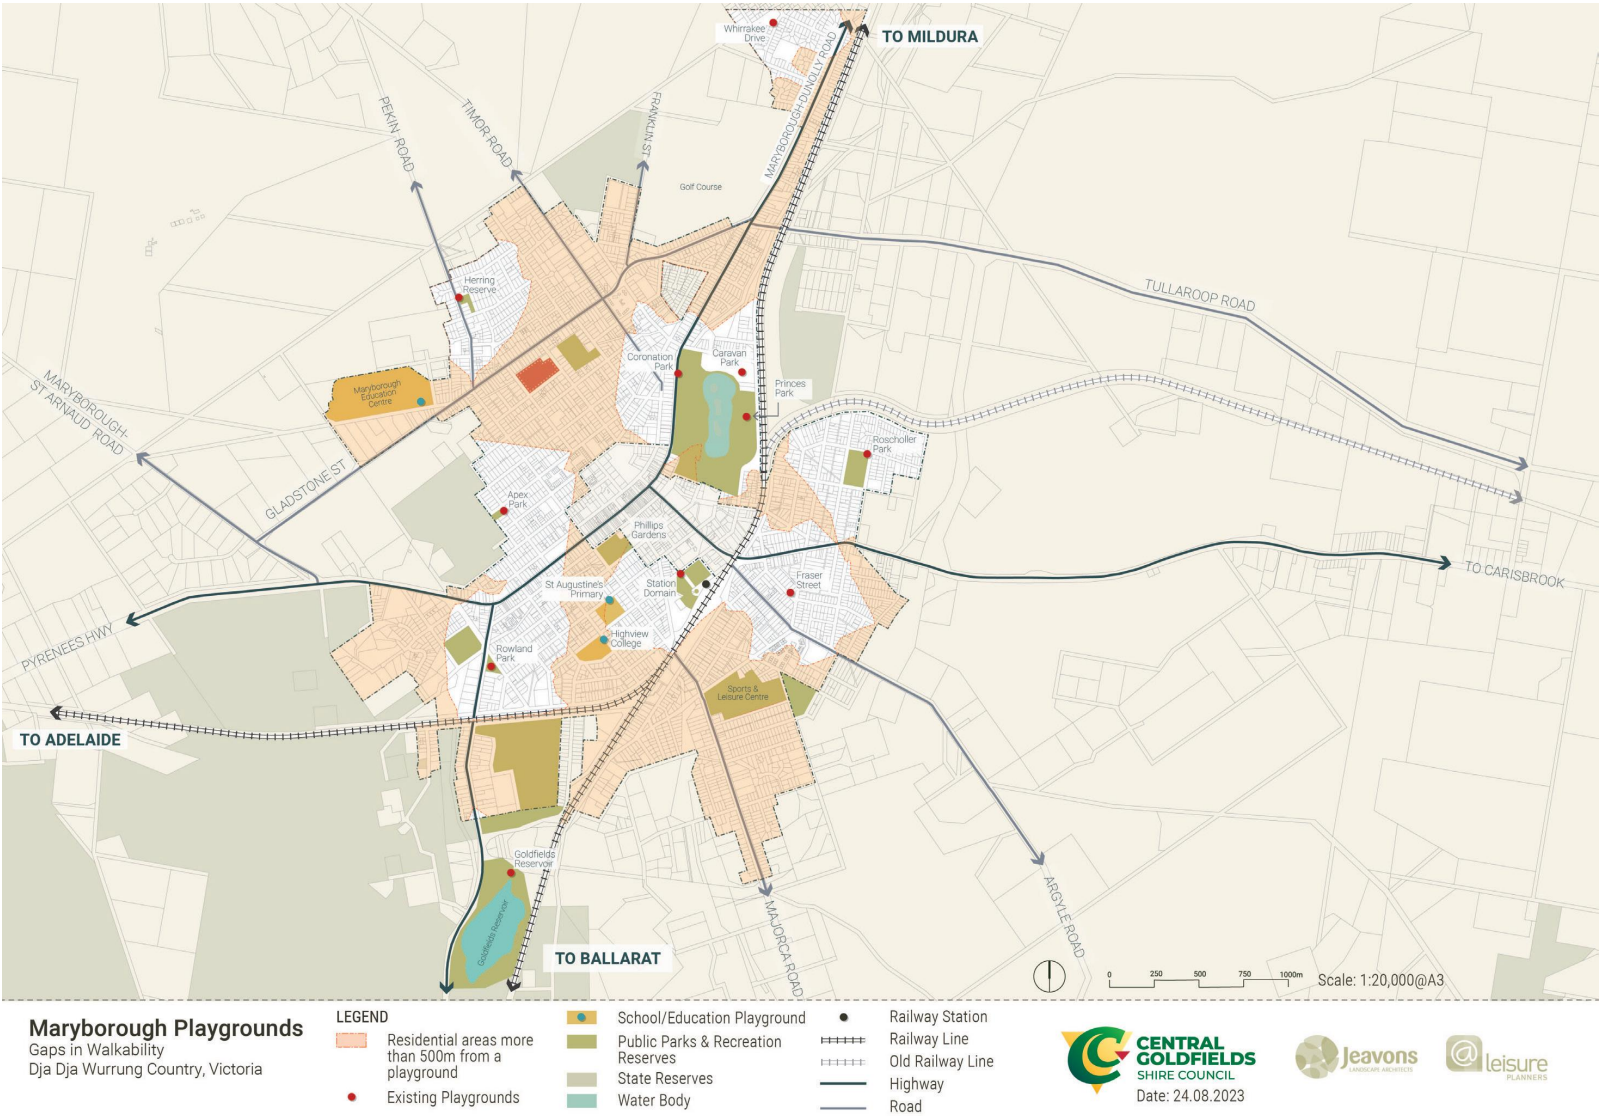 Whirrakee
Drive
TO MILDURA
MARYBOROUGH-DUNOLLY ROAD
PEKIN ROAD
TIMOR ROAD
FRANKLIN ST
Golf Course
Herring
Reserve
TULLAROOP ROAD
Coronation
Park
Caravan
Park
Princes
Park
MARYBOROUGH-
ST ARNAUD ROAD
Maryborough
Education
Centre
Roscholler
Park
GLADSTONE ST
Apex
Park
Phillips
Gardens
St Augustine's
Primary
Station
Domain
Fraser
Street
TO CARISBROOK
PYRENEES HWY
Highview
College
Rowland
Park
Sports &
Leisure Centre
TO ADELAIDE
Goldfields
Reservoir
Goldfields Reservoir
TO BALLARAT
MAJORCA ROAD
ARGYLE ROAD
0 250 500 750 1000m
Scale: 1:20,000@A3
Maryborough Playgrounds
Gaps in Walkability
Dja Dja Wurrung Country, Victoria
LEGEND
Residential areas more
than 500m from a
playground
Existing Playgrounds
School/Education Playground
Public Parks & Recreation
Reserves
State Reserves
Water Body
Railway Station
Railway Line
Old Railway Line
Highway
Road
CENTRAL
GOLDFIELDS
SHIRE COUNCIL
Date: 24.08.2023
Jeavons
LANDSCAPE ARCHITECTS
@leisure
PLANNERS